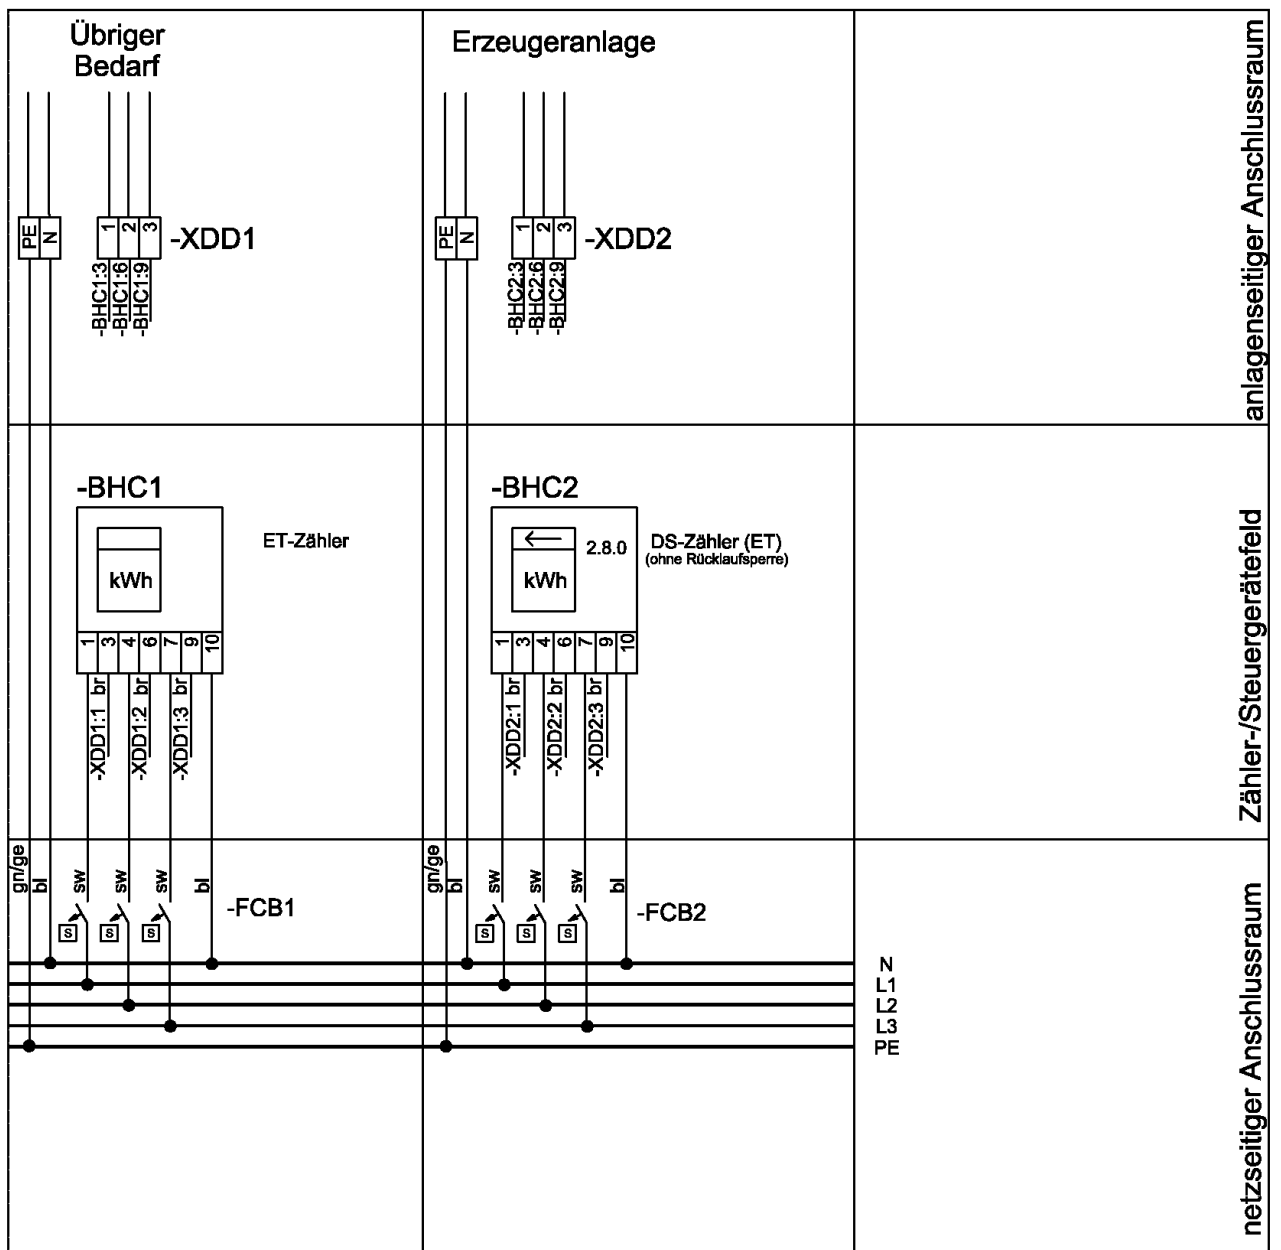 Übriger
Bedarf
Erzeugeranlage
anlagenseitiger Anschlussraum
PE
N
1
2
3
-XDD1
-BHC1:3
-BHC1:6
-BHC1:9
PE
N
1
2
3
-XDD2
-BHC2:3
-BHC2:6
-BHC2:9
-BHC1
kWh
ET-Zähler
1
3
4
6
7
9
10
-XDD1:1 br
-XDD1:2 br
-XDD1:3 br
-BHC2
kWh
2.8.0
DS-Zähler (ET)
(ohne Rücklaufsperre)
1
3
4
6
7
9
10
-XDD2:1 br
-XDD2:2 br
-XDD2:3 br
Zähler-/Steuergerätefeld
gn/ge
bl
sw
sw
sw
bl
-FCB1
s
s
s
gn/ge
bl
sw
sw
sw
bl
-FCB2
s
s
s
N
L1
L2
L3
PE
netzseitiger Anschlussraum